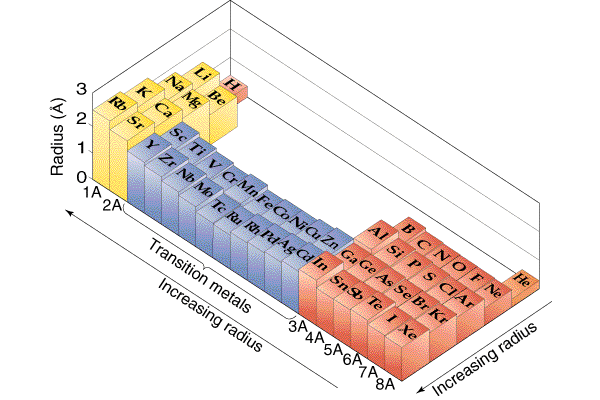 Radius (Å)
3
2
1
0
H
Li Be
Na Mg
K Ca Sc Ti V Cr Mn Fe Co Ni Cu Zn Ga Ge As Se Br Kr
Rb Sr Y Zr Nb Mo Tc Ru Rh Pd Ag Cd In Sn Sb Te I Xe
Al Si P S Cl Ar
B C N O F Ne
He
1A
2A
Transition metals
3A
4A
5A
6A
7A
8A
Increasing radius
Increasing radius